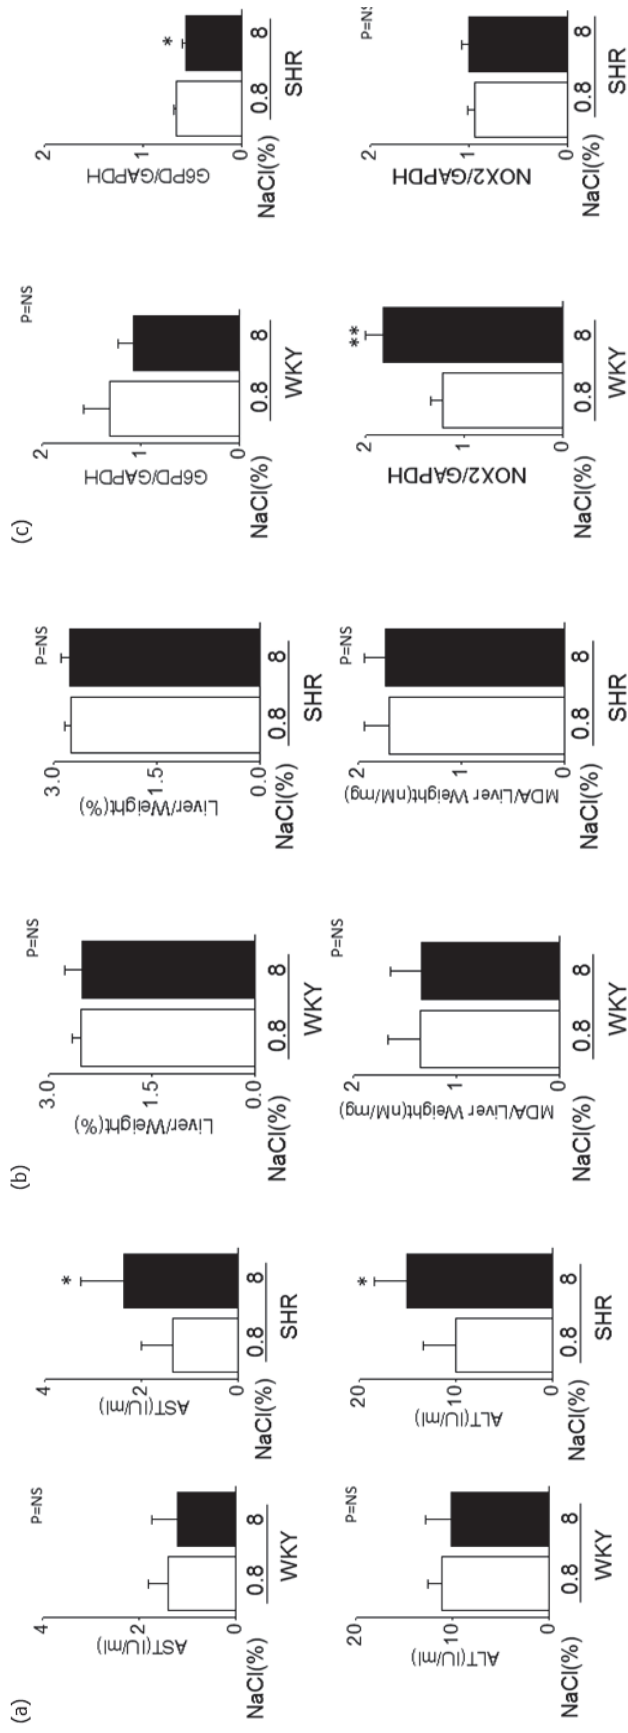 (a)
AST(IU/ml)
4
2
0
P=NS
NaCl(%)
0.8 8
WKY
AST(IU/ml)
4
2
0
*
NaCl(%)
0.8 8
SHR
ALT(IU/ml)
20
10
0
P=NS
NaCl(%)
0.8 8
WKY
ALT(IU/ml)
20
10
0
*
NaCl(%)
0.8 8
SHR
(b)
Liver/Weight(%)
3.0
1.5
0.0
P=NS
NaCl(%)
0.8 8
WKY
Liver/Weight(%)
3.0
1.5
0.0
P=NS
NaCl(%)
0.8 8
SHR
MDA/Liver Weight(nM/mg)
2
1
0
P=NS
NaCl(%)
0.8 8
WKY
MDA/Liver Weight(nM/mg)
2
1
0
P=NS
NaCl(%)
0.8 8
SHR
(c)
G6PD/GAPDH
2
1
0
P=NS
NaCl(%)
0.8 8
WKY
G6PD/GAPDH
2
1
0
*
NaCl(%)
0.8 8
SHR
NOX2/GAPDH
2
1
0
**
NaCl(%)
0.8 8
WKY
NOX2/GAPDH
2
1
0
P=NS
NaCl(%)
0.8 8
SHR